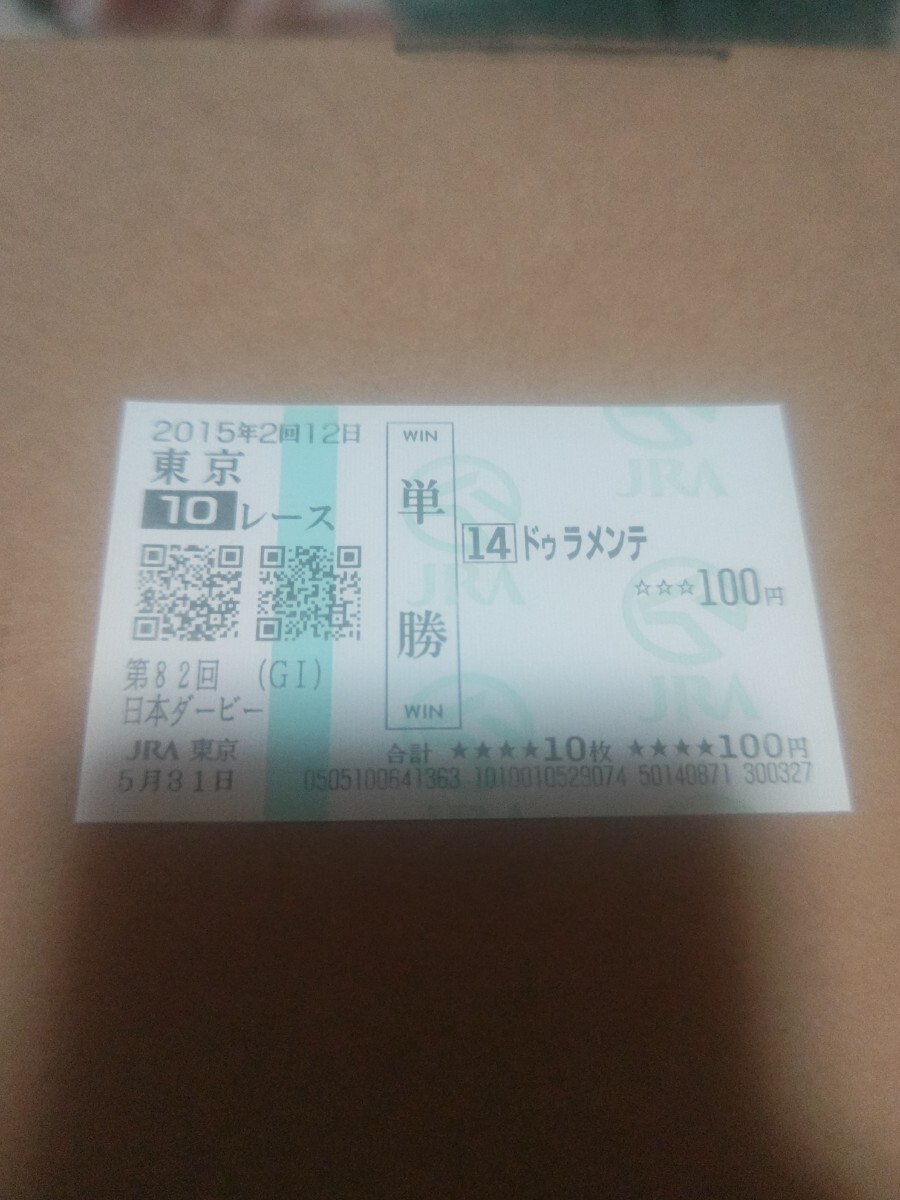 2015年2回12日
東京
10レース
第82回 (GI)
日本ダービー
JRA 東京
5月31日
WIN
単勝
WIN
14 ドゥラメンテ
☆☆☆100円
合計 ★★★★10枚 ★★★★100円
0505100641363 1010010529074 50140871 300327
JRA
JRA
JRA